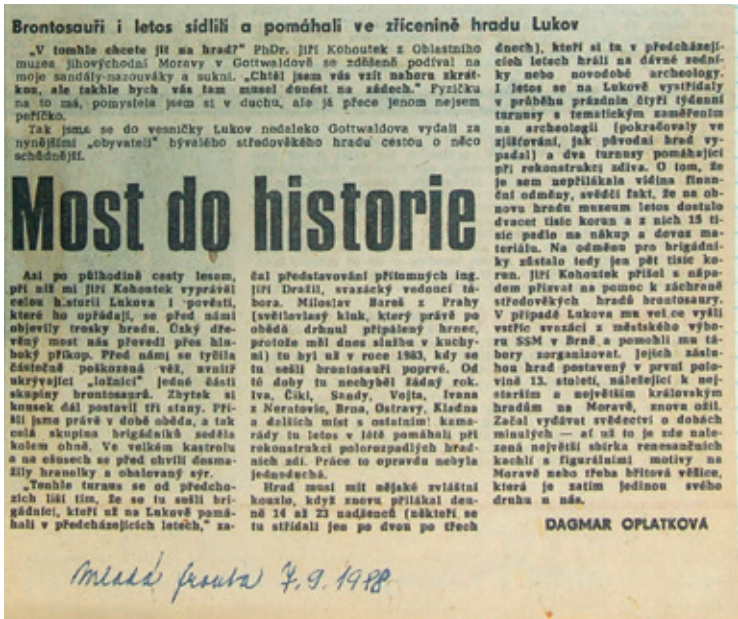 Brontosauři i letos sídlili a pomáhali ve zřícenině hradu Lukov
„V tomhle chcete jít na hrad?" PhDr. Jiří Kohoutek z Oblastního
muzea jihovýchodní Moravy v Gottwaldově se zděšeně podíval na
moje sandály-nazouváky a sukni. „Chtěl jsem vás vzít nahoru zkrát-
kou, ale takhle bych vás tam musel donést na zádech." Fyzičku
na to má, pomyslela jsem si v duchu, ale já přece jenom nejsem
peříčko.
Tak jsme se do vesničky Lukov nedaleko Gottwaldova vydali za
nynějšími „obyvateli" bývalého středověkého hradu cestou o něco
schůdnější.
Most do historie
Asi po půlhodině cesty lesem,
při níž mi Jiří Kohoutek vyprávěl
celou historii Lukova i pověsti,
které ho opřádají, se před námi
objevily trosky hradu. Úzký dře-
věný most nás převedl přes hlu-
boký příkop. Před námi se tyčila
částečně poškozená věž, uvnitř
ukrývající „ložnici" jedné části
skupiny brontosaurů. Zbytek si
kousek dál postavil tři stany. Při-
šli jsme právě v době oběda, a tak
celá skupina brigádníků seděla
kolem ohně. Ve velkém kastrolu
a na ešusech se před chvílí dosma-
žily hranolky a obalovaný sýr.
„Tenhle turnus se od předcho-
zích liší tím, že se tu sešli bri-
gádníci, kteří už na Lukově pomá-
hali v předcházejících letech," za-
čal představování přítomných ing.
Jiří Dražil, svazácký vedoucí tá-
bora. Miloslav Bareš z Prahy
(světlovlasý kluk, který právě po
obědě drhnul připálený hrnec,
protože měl dnes službu v kuchy-
ni) tu byl už v roce 1983, kdy se
tu sešli brontosauři poprvé. Od
té doby tu nechyběl žádný rok.
Iva, Čiki, Sandy, Vojta, Ivana
z Neratovic, Brna, Ostravy, Kladna
a dalších míst s ostatními kama-
rády tu letos v létě pomáhali při
rekonstrukci polorozpadlých hrad-
ních zdí. Práce to opravdu nebyla
jednoduchá.
Hrad musí mít nějaké zvláštní
kouzlo, když znovu přilákal den-
ně 14 až 23 nadšenců (někteří se
tu střídali jen po dvou po třech
dnech), kteří si tu v předcházejí-
cích letech hráli na dávné zední-
ky nebo novodobé archeology.
I letos se na Lukově vystřídaly
v průběhu prázdnin čtyři týdenní
turnusy s tematickým zaměřením
na archeologii (pokračovaly ve
zjišťování, jak původní hrad vy-
padal) a dva turnusy pomáhající
při rekonstrukci zdiva. O tom, že
je sem nepřilákala vidina finan-
ční odměny, svědčí fakt, že na ob-
novu hradu muzeum letos dostalo
dvacet tisíc korun a z nich 15 ti-
síc padlo na nákup a dovoz ma-
teriálu. Na odměnu pro brigádní-
ky zůstalo tedy jen pět tisíc ko-
run. Jiří Kohoutek přišel s nápa-
dem přizvat na pomoc k záchraně
středověkých hradů brontosaury.
V případě Lukova mu velice vyšli
vstříc svazáci z městského výbo-
ru SSM v Brně a pomohli mu tá-
bory zorganizovat. Jejich záslu-
hou hrad postavený v první polo-
vině 13. století, náležející k nej-
starším a největším královským
hradům na Moravě, znovu ožil.
Začal vydávat svědectví o dobách
minulých — ať už to je zde nale-
zená největší sbírka renesančních
kachlí s figurálními motivy na
Moravě nebo třeba břitová věžice,
která je zatím jedinou svého
druhu u nás.
DAGMAR OPLATKOVÁ
Mladá fronta 7.9.1988